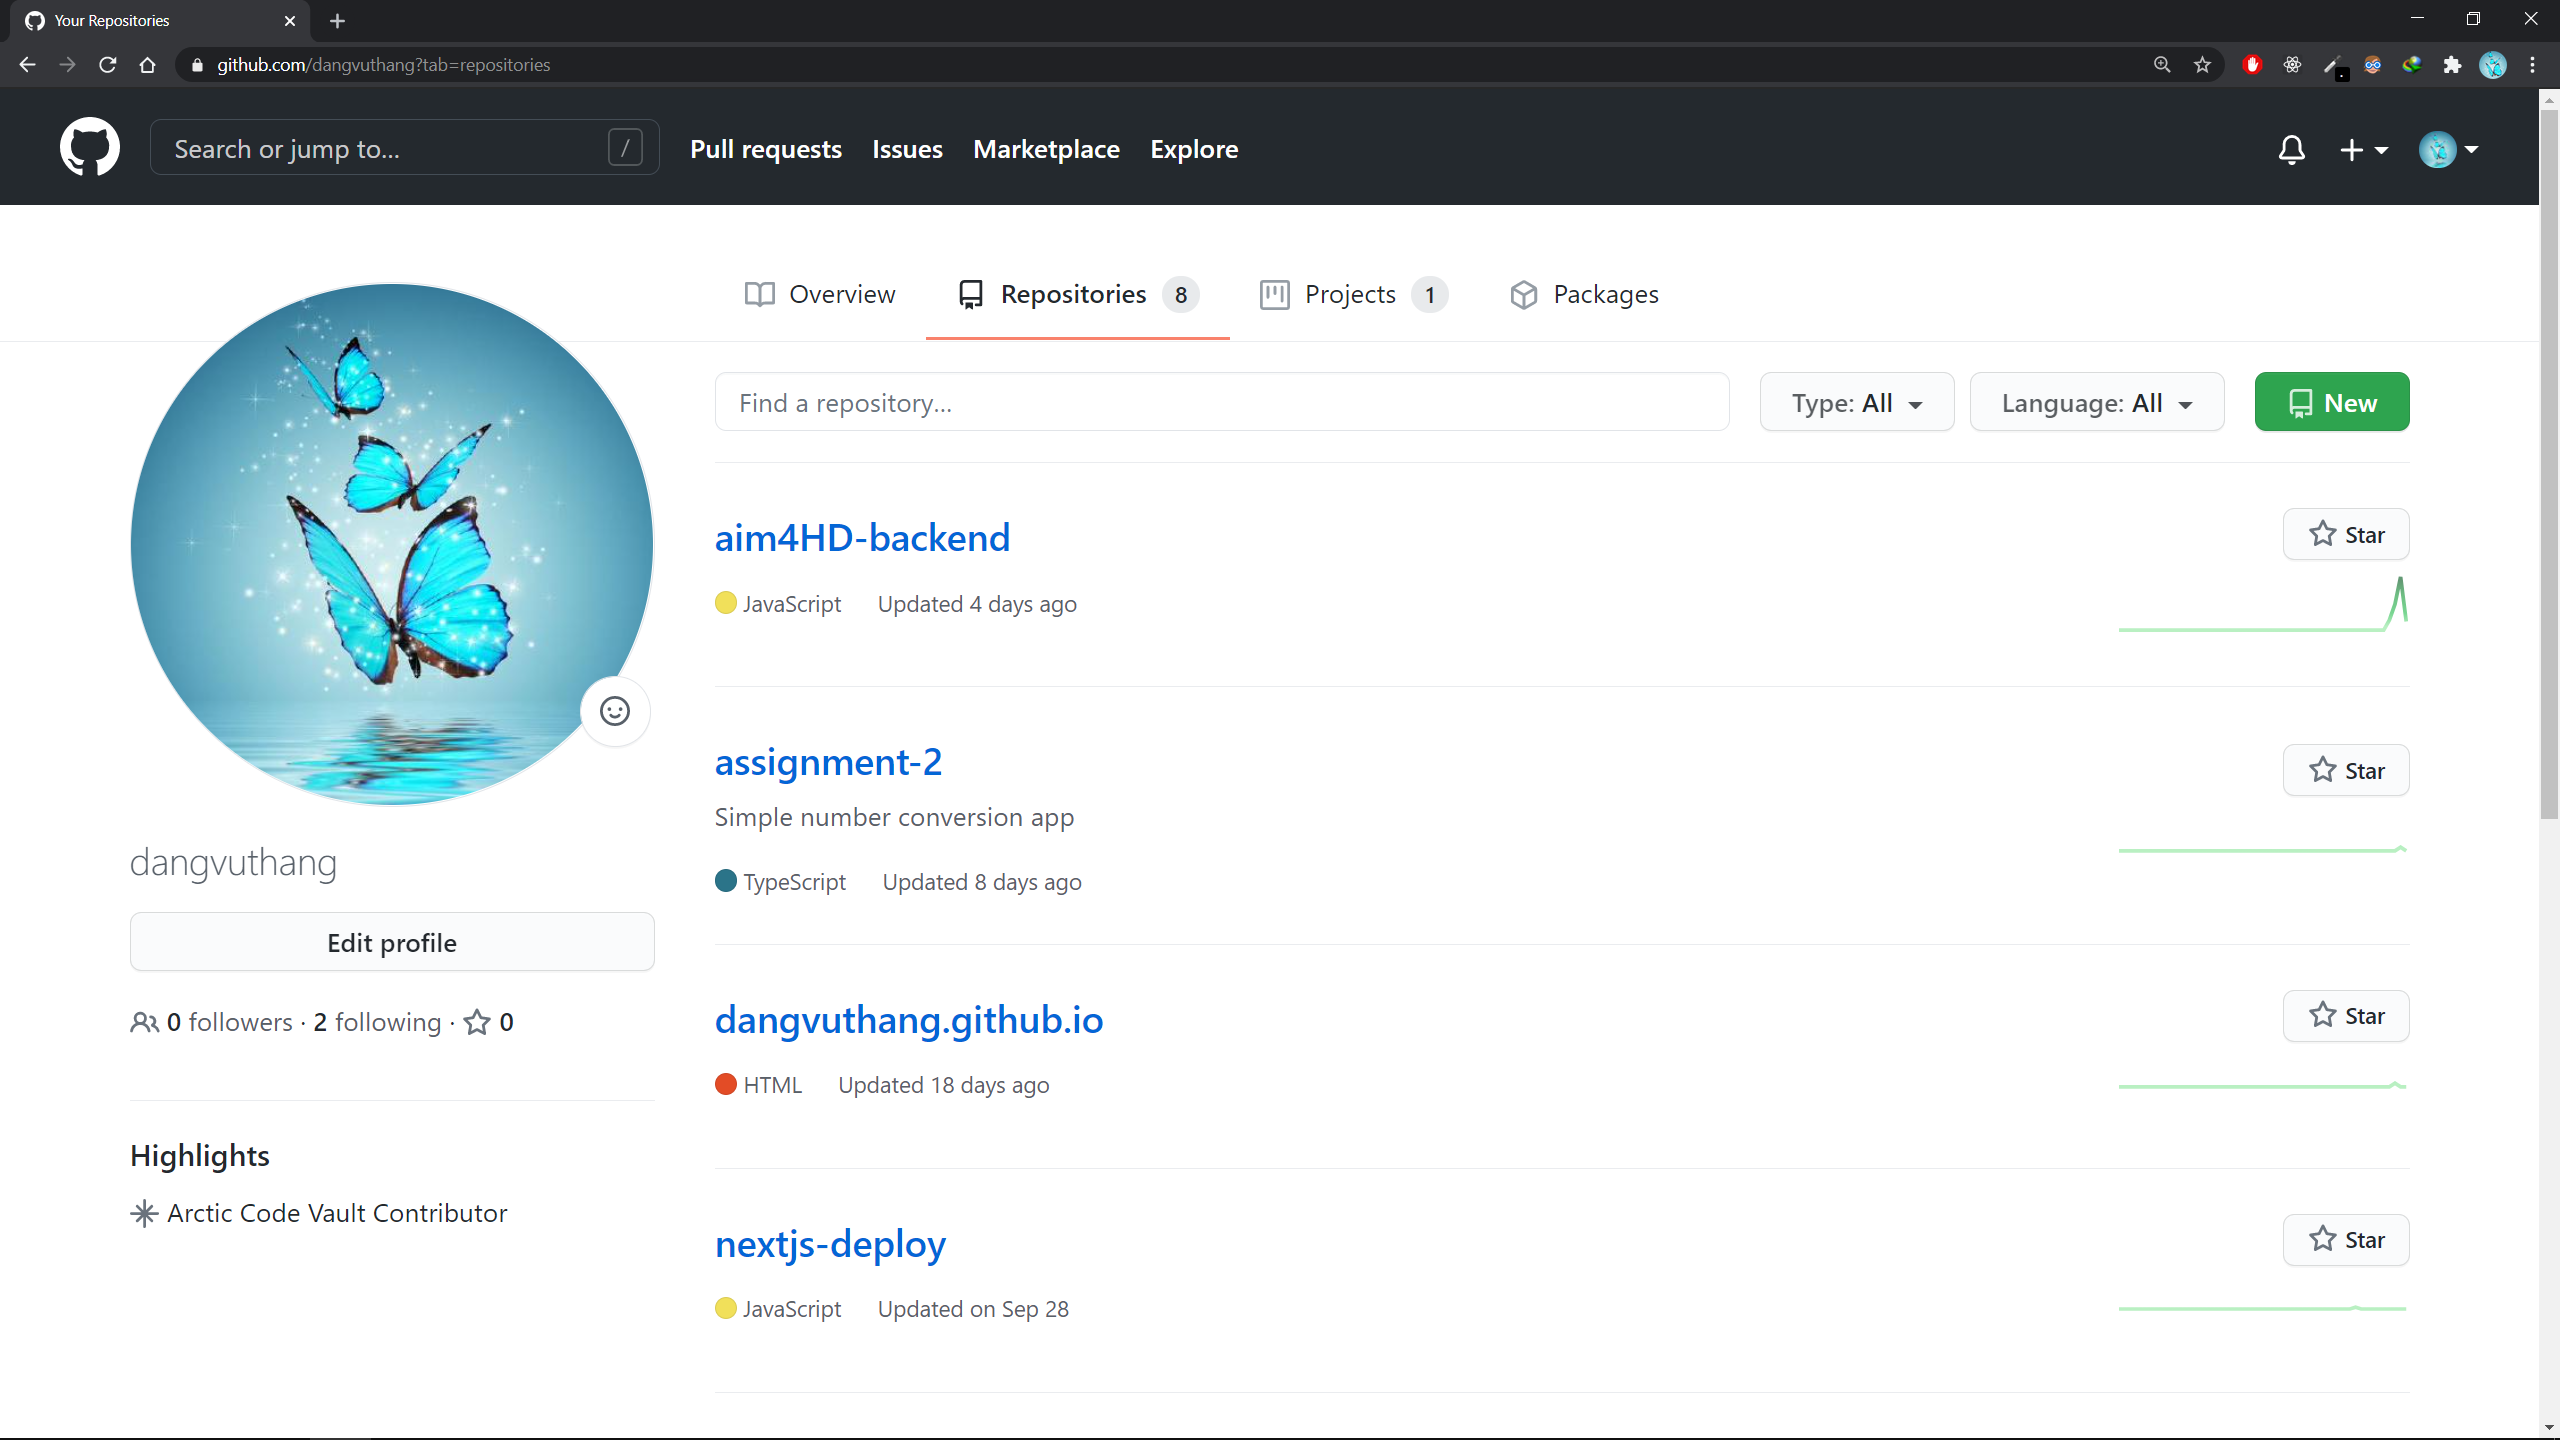 Your Repositories
github.com/dangvuthang?tab=repositories
Search or jump to... /
Pull requests Issues Marketplace Explore
Overview Repositories 8 Projects 1 Packages
Find a repository... Type: All Language: All New
aim4HD-backend Star
JavaScript Updated 4 days ago
assignment-2 Star
Simple number conversion app
TypeScript Updated 8 days ago
dangvuthang.github.io Star
HTML Updated 18 days ago
nextjs-deploy Star
JavaScript Updated on Sep 28
dangvuthang
Edit profile
0 followers · 2 following · 0
Highlights
Arctic Code Vault Contributor